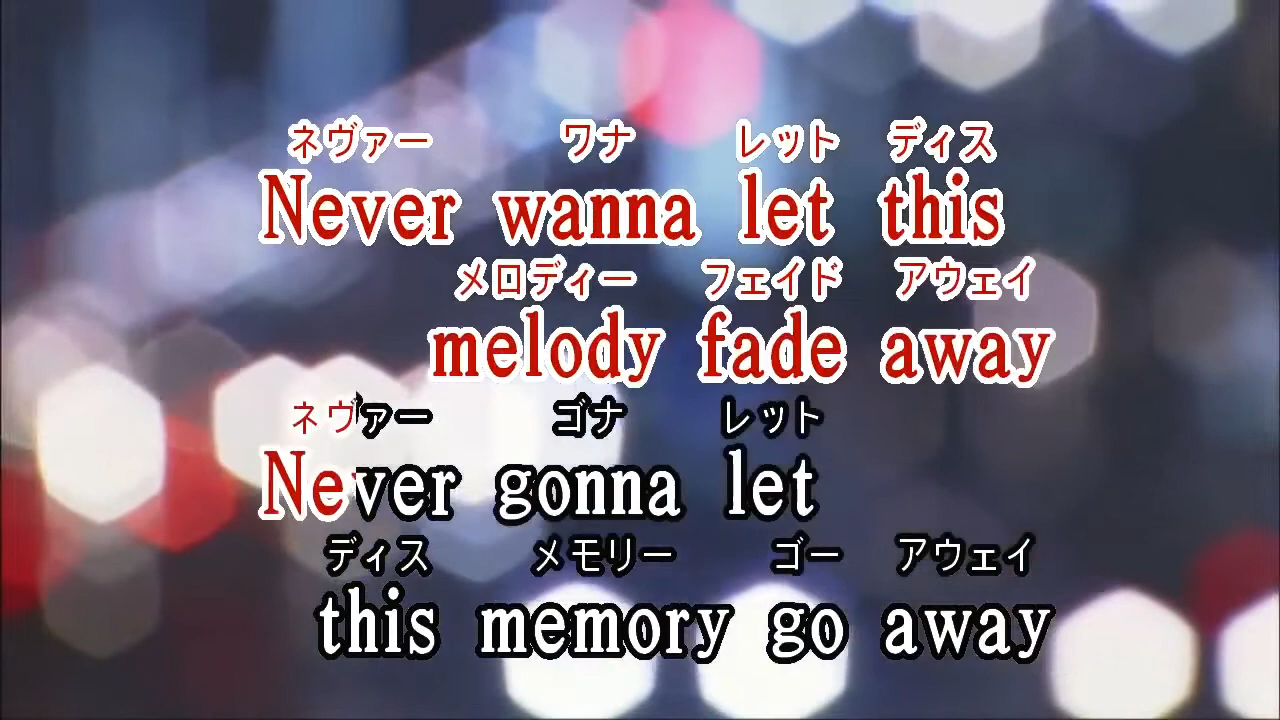 ネヴァー ワナ レット ディス
Never wanna let this
メロディー フェイド アウェイ
melody fade away
ネヴァー ゴナ レット
Never gonna let
ディス メモリー ゴー アウェイ
this memory go away